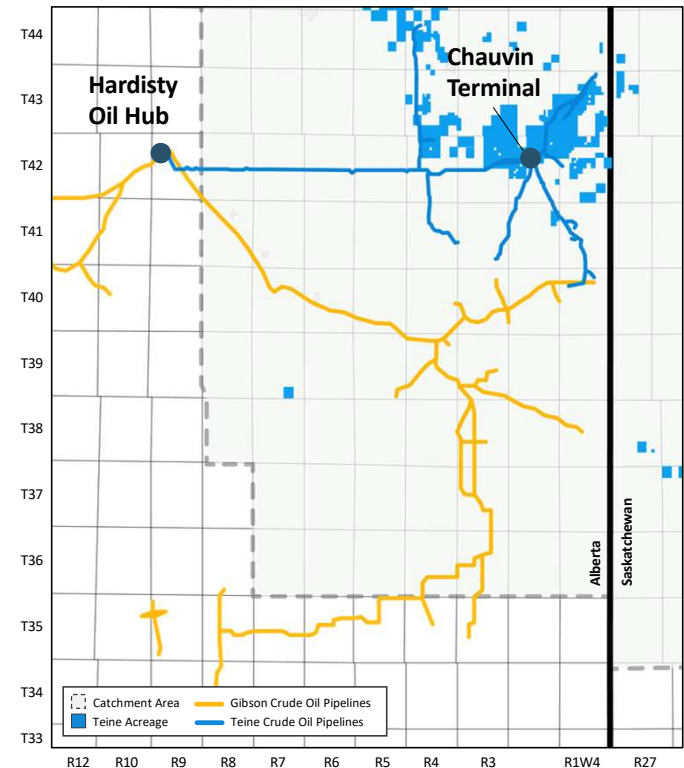 T44
Chauvin
Terminal
T43
Hardisty
Oil Hub
T42
T41
T40
T39
T38
T37
Alberta
Saskatchewan
T36
T35
T34
Catchment Area
Gibson Crude Oil Pipelines
Teine Acreage
Teine Crude Oil Pipelines
T33
R12 R10 R9 R8 R7 R6 R5 R4 R3 R1W4 R27